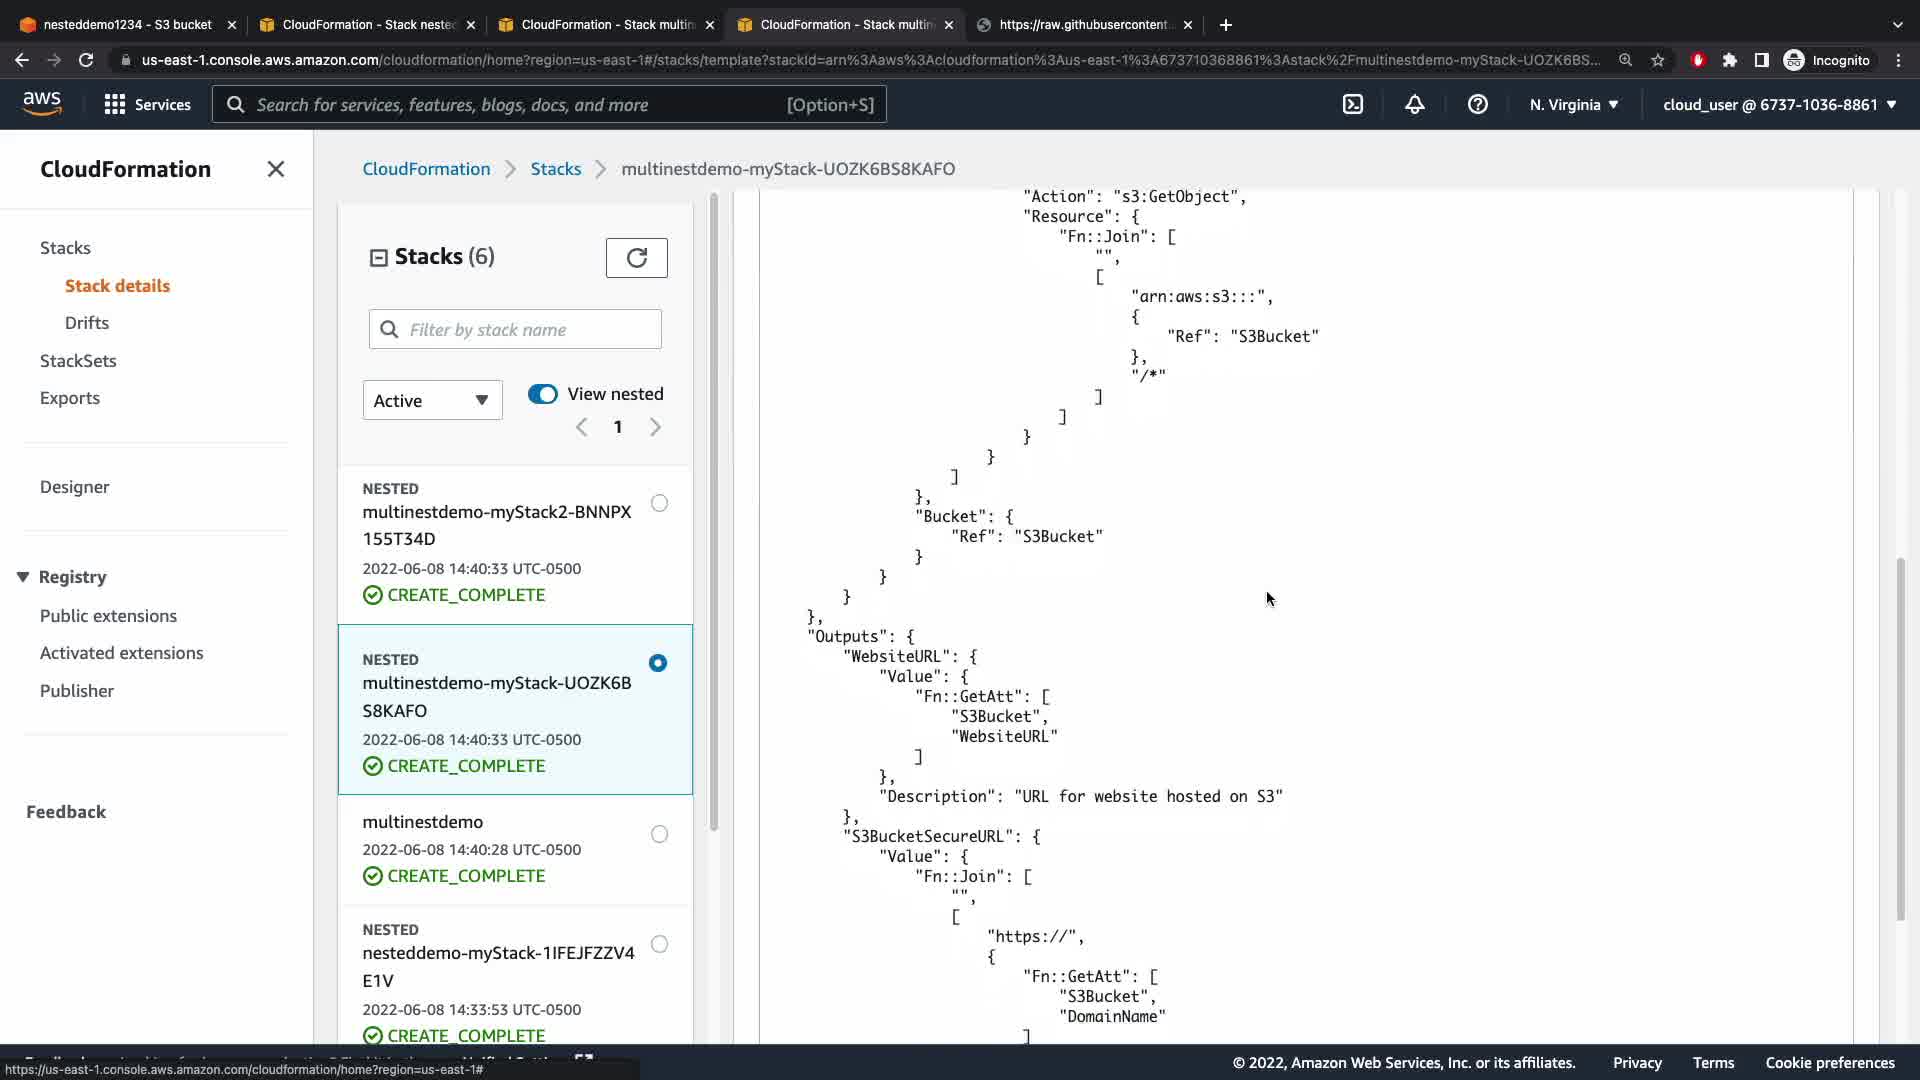 nesteddemo1234 - S3 bucket
CloudFormation - Stack nested
CloudFormation - Stack multin
CloudFormation - Stack multin
https://raw.githubusercontent.
us-east-1.console.aws.amazon.com/cloudformation/home?region=us-east-1#/stacks/template?stackId=arn%3Aaws%3Acloudformation%3Aus-east-1%3A673710368861%3Astack%2Fmultinestdemo-myStack-UOZK6BS...
Incognito
aws
Services
Search for services, features, blogs, docs, and more
[Option+S]
N. Virginia
cloud_user @ 6737-1036-8861
CloudFormation
Stacks
Stack details
Drifts
StackSets
Exports
Designer
Registry
Public extensions
Activated extensions
Publisher
Feedback
CloudFormation
Stacks
multinestdemo-myStack-UOZK6BS8KAFO
Stacks (6)
Filter by stack name
Active
View nested
1
NESTED
multinestdemo-myStack2-BNNPX
155T34D
2022-06-08 14:40:33 UTC-0500
CREATE_COMPLETE
NESTED
multinestdemo-myStack-UOZK6B
S8KAFO
2022-06-08 14:40:33 UTC-0500
CREATE_COMPLETE
multinestdemo
2022-06-08 14:40:28 UTC-0500
CREATE_COMPLETE
NESTED
nesteddemo-myStack-1IFEJFZZV4
E1V
2022-06-08 14:33:53 UTC-0500
CREATE_COMPLETE
"Action": "s3:GetObject",
"Resource": {
"Fn::Join": [
"",
[
"arn:aws:s3:::",
{
"Ref": "S3Bucket"
},
"/*"
]
]
}
}
]
},
"Bucket": {
"Ref": "S3Bucket"
}
}
}
},
"Outputs": {
"WebsiteURL": {
"Value": {
"Fn::GetAtt": [
"S3Bucket",
"WebsiteURL"
]
},
"Description": "URL for website hosted on S3"
},
"S3BucketSecureURL": {
"Value": {
"Fn::Join": [
"",
[
"https://",
{
"Fn::GetAtt": [
"S3Bucket",
"DomainName"
]
https://us-east-1.console.aws.amazon.com/cloudformation/home?region=us-east-1#
© 2022, Amazon Web Services, Inc. or its affiliates.
Privacy
Terms
Cookie preferences